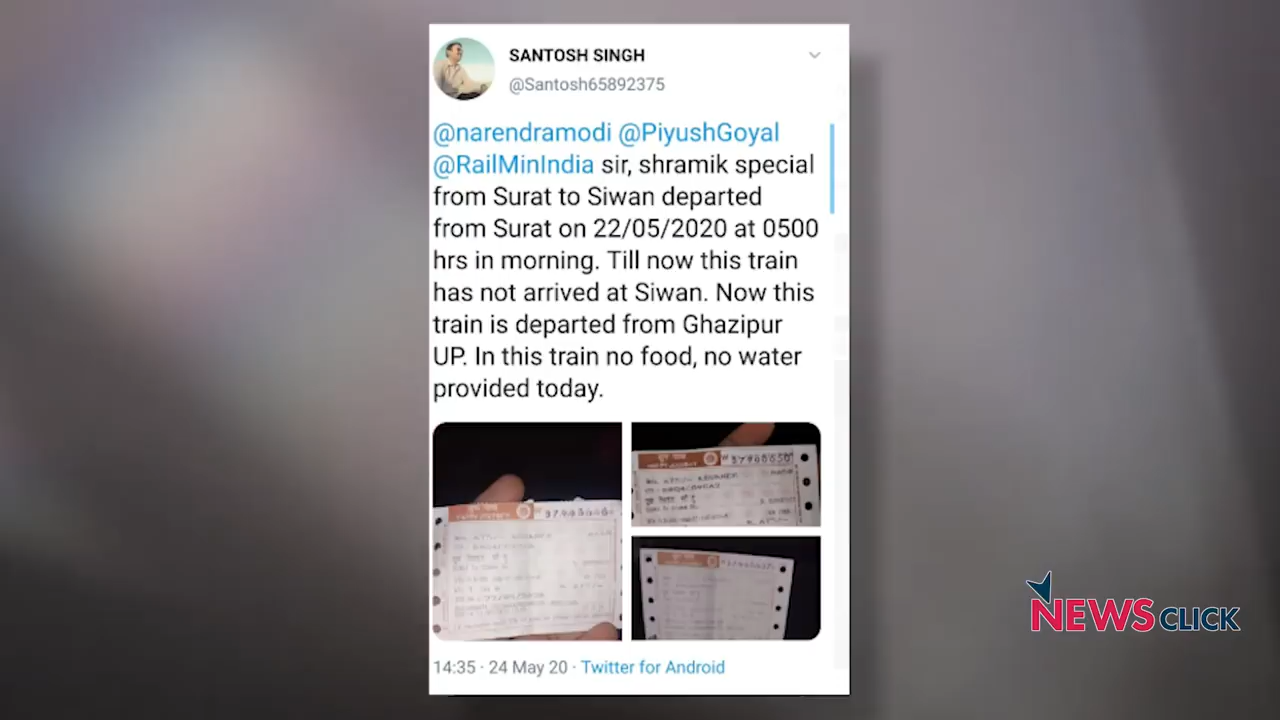 SANTOSH SINGH
@Santosh65892375
@narendramodi @PiyushGoyal
@RailMinIndia sir, shramik special
from Surat to Siwan departed
from Surat on 22/05/2020 at 0500
hrs in morning. Till now this train
has not arrived at Siwan. Now this
train is departed from Ghazipur
UP. In this train no food, no water
provided today.
14:35 · 24 May 20 · Twitter for Android
NEWSCLICK